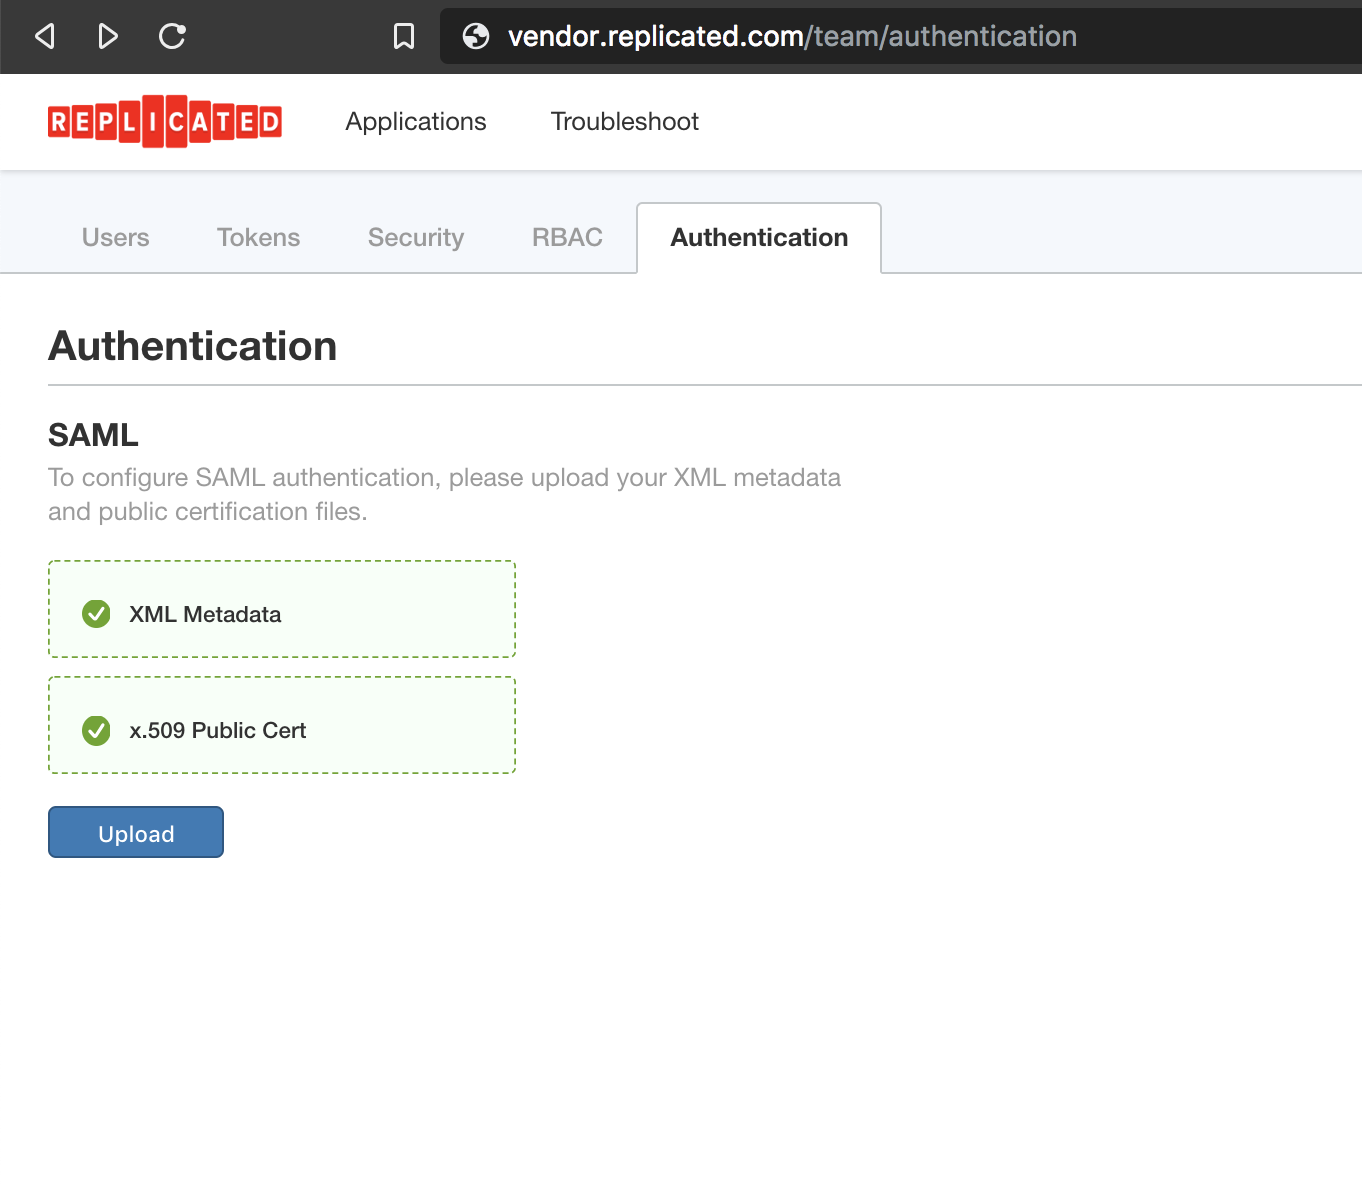 vendor.replicated.com/team/authentication
REPLICATED Applications Troubleshoot
Users Tokens Security RBAC Authentication
Authentication
SAML
To configure SAML authentication, please upload your XML metadata
and public certification files.
XML Metadata
x.509 Public Cert
Upload